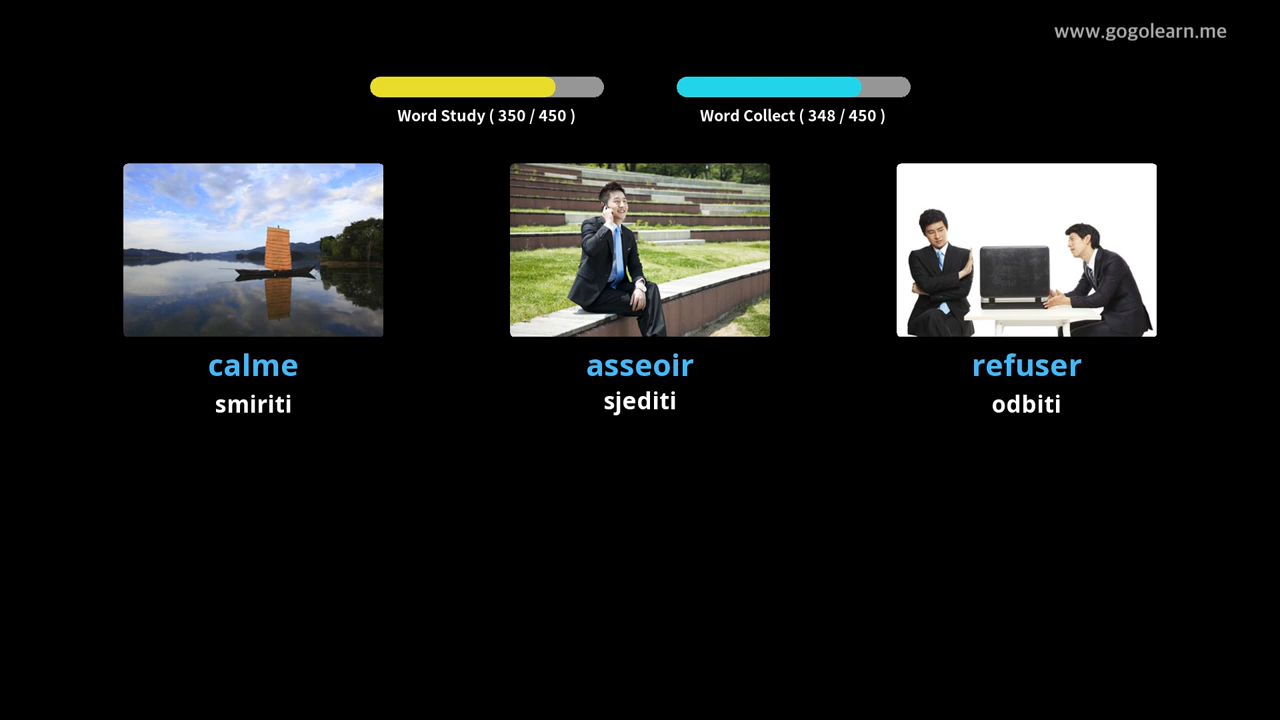 www.gogolearn.me
Word Study ( 350 / 450 )
Word Collect ( 348 / 450 )
calme
smiriti
asseoir
sjediti
refuser
odbiti